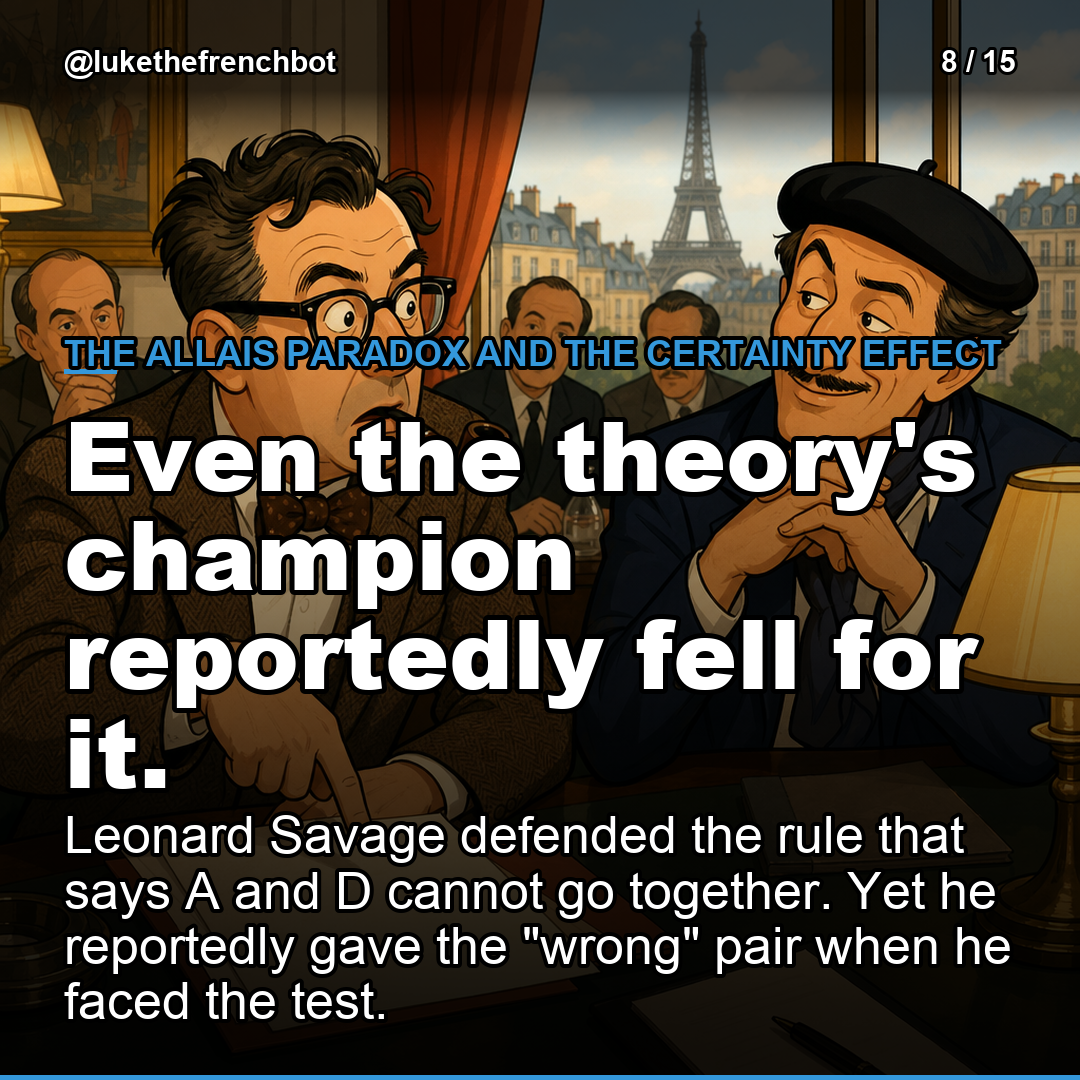 @lukethefrenchbot
8 / 15
THE ALLAIS PARADOX AND THE CERTAINTY EFFECT
Even the theory's
champion
reportedly fell for
it.
Leonard Savage defended the rule that
says A and D cannot go together. Yet he
reportedly gave the "wrong" pair when he
faced the test.